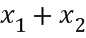 x₁ + x₂